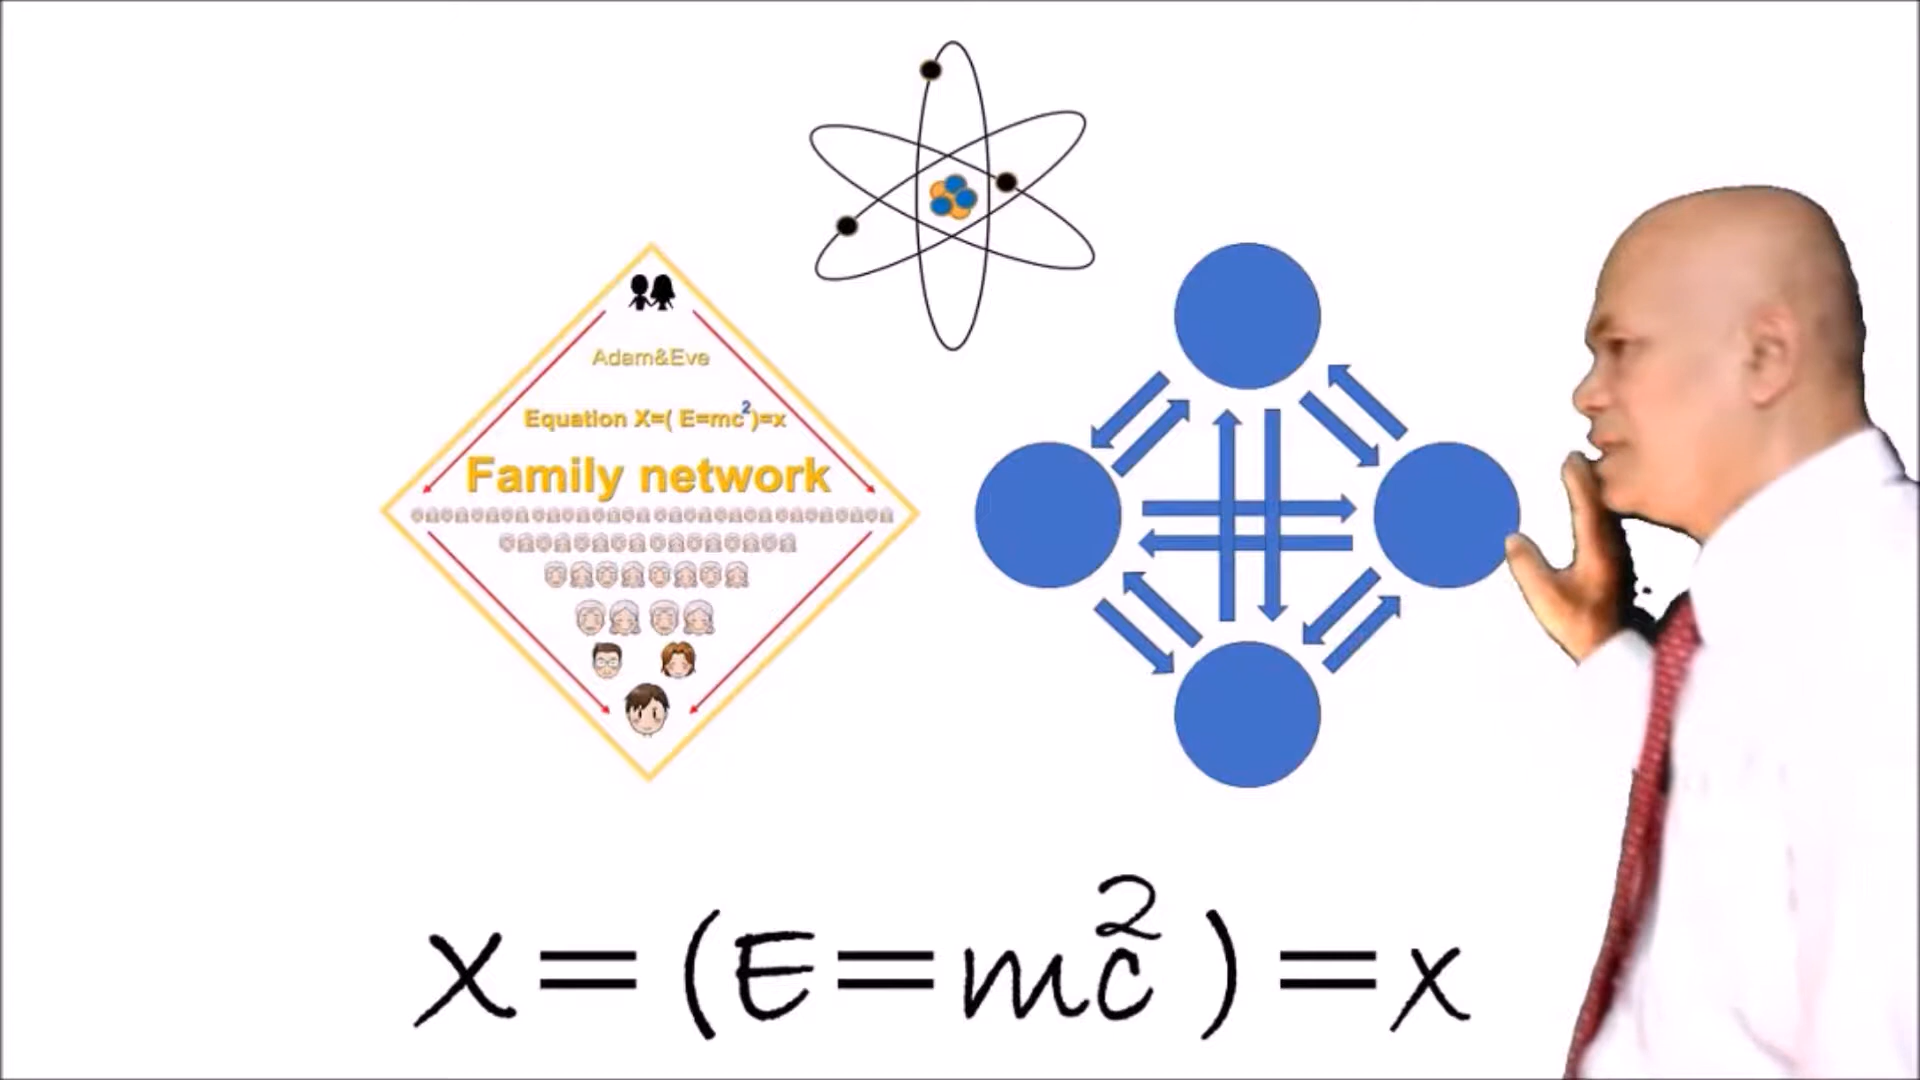 Adam&Eve
Equation X=( E=mc²)=x
Family network
X=(E=mc²)=x